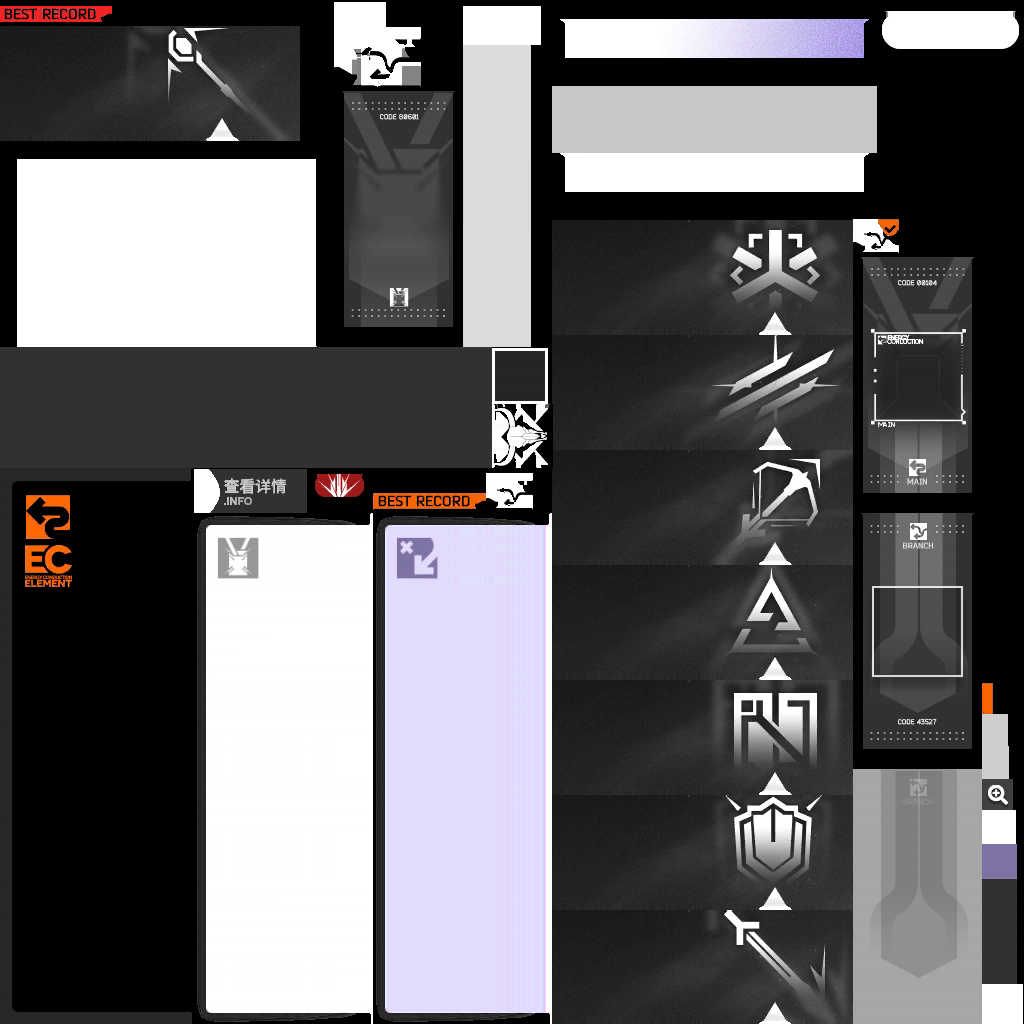 BEST RECORD
CODE 80601
CODE 00104
ENERGY
CONDUCTION
MAIN
MAIN
查看详情
.INFO
BEST RECORD
EC
ENERGY CONDUCTION
ELEMENT
BRANCH
CODE 43527
BRANCH